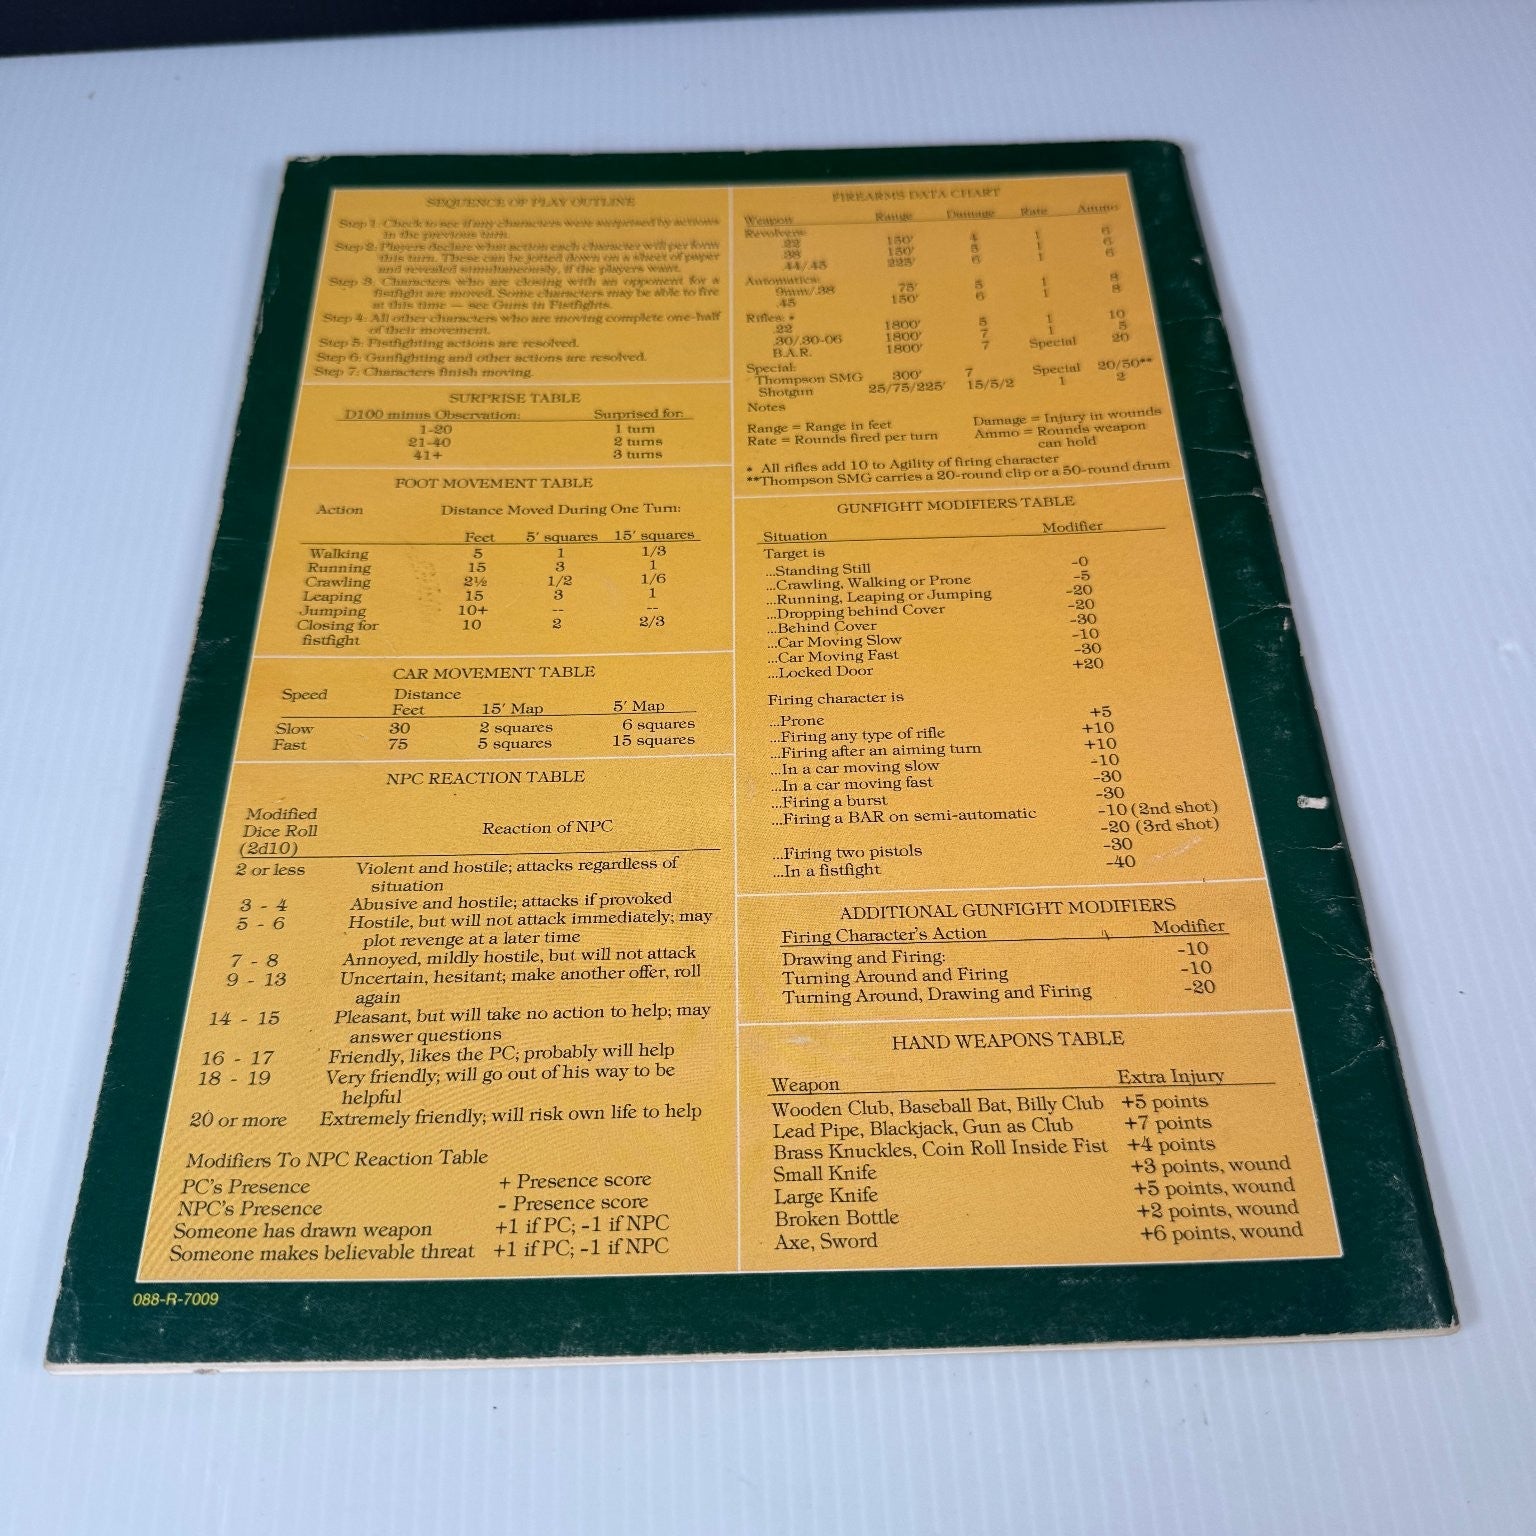 SEQUENCE OF PLAY OUTLINE
Step 1: Check to see if any characters were surprised by actions
in the previous turn.
Step 2: Players declare what action each character will perform
this turn. These can be jotted down on a sheet of paper
and revealed simultaneously, if the players want.
Step 3: Characters who are closing with an opponent for a
fistfight are moved. Some characters may be able to fire
at this time — see Guns in Fistfights.
Step 4: All other characters who are moving complete one-half
of their movement.
Step 5: Fistfighting actions are resolved.
Step 6: Gunfighting and other actions are resolved.
Step 7: Characters finish moving.
SURPRISE TABLE
D100 minus Observation: Surprised for:
1-20 1 turn
21-40 2 turns
41+ 3 turns
FOOT MOVEMENT TABLE
Action Distance Moved During One Turn:
Feet 5' squares 15' squares
Walking 5 1 1/3
Running 15 3 1
Crawling 2½ 1/2 1/6
Leaping 15 3 1
Jumping 10+ -- --
Closing for 10 2 2/3
fistfight
CAR MOVEMENT TABLE
Speed Distance
Feet 15' Map 5' Map
Slow 30 2 squares 6 squares
Fast 75 5 squares 15 squares
NPC REACTION TABLE
Modified
Dice Roll Reaction of NPC
(2d10)
2 or less Violent and hostile; attacks regardless of
situation
3 - 4 Abusive and hostile; attacks if provoked
5 - 6 Hostile, but will not attack immediately; may
plot revenge at a later time
7 - 8 Annoyed, mildly hostile, but will not attack
9 - 13 Uncertain, hesitant; make another offer, roll
again
14 - 15 Pleasant, but will take no action to help; may
answer questions
16 - 17 Friendly, likes the PC; probably will help
18 - 19 Very friendly; will go out of his way to be
helpful
20 or more Extremely friendly; will risk own life to help
Modifiers To NPC Reaction Table
PC's Presence + Presence score
NPC's Presence - Presence score
Someone has drawn weapon +1 if PC; -1 if NPC
Someone makes believable threat +1 if PC; -1 if NPC
FIREARMS DATA CHART
Weapon Range Damage Rate Ammo
Revolvers:
.22 150' 4 1 6
.38 150' 5 1 6
.44/.45 225' 6 1 6
Automatics:
9mm/.38 75' 5 1 8
.45 150' 6 1 8
Rifles: *
.22 1800' 5 1 10
.30/.30-06 1800' 7 1 5
B.A.R. 1800' 7 Special 20
Special:
Thompson SMG 300' 7 Special 20/50**
Shotgun 25/75/225' 15/5/2 1 2
Notes
Range = Range in feet Damage = Injury in wounds
Rate = Rounds fired per turn Ammo = Rounds weapon
can hold
* All rifles add 10 to Agility of firing character
**Thompson SMG carries a 20-round clip or a 50-round drum
GUNFIGHT MODIFIERS TABLE
Situation Modifier
Target is
...Standing Still -0
...Crawling, Walking or Prone -5
...Running, Leaping or Jumping -20
...Dropping behind Cover -20
...Behind Cover -30
...Car Moving Slow -10
...Car Moving Fast -30
...Locked Door +20
Firing character is
...Prone +5
...Firing any type of rifle +10
...Firing after an aiming turn +10
...In a car moving slow -10
...In a car moving fast -30
...Firing a burst -30
...Firing a BAR on semi-automatic -10 (2nd shot)
-20 (3rd shot)
...Firing two pistols -30
...In a fistfight -40
ADDITIONAL GUNFIGHT MODIFIERS
Firing Character's Action Modifier
Drawing and Firing: -10
Turning Around and Firing -10
Turning Around, Drawing and Firing -20
HAND WEAPONS TABLE
Weapon Extra Injury
Wooden Club, Baseball Bat, Billy Club +5 points
Lead Pipe, Blackjack, Gun as Club +7 points
Brass Knuckles, Coin Roll Inside Fist +4 points
Small Knife +3 points, wound
Large Knife +5 points, wound
Broken Bottle +2 points, wound
Axe, Sword +6 points, wound
088-R-7009